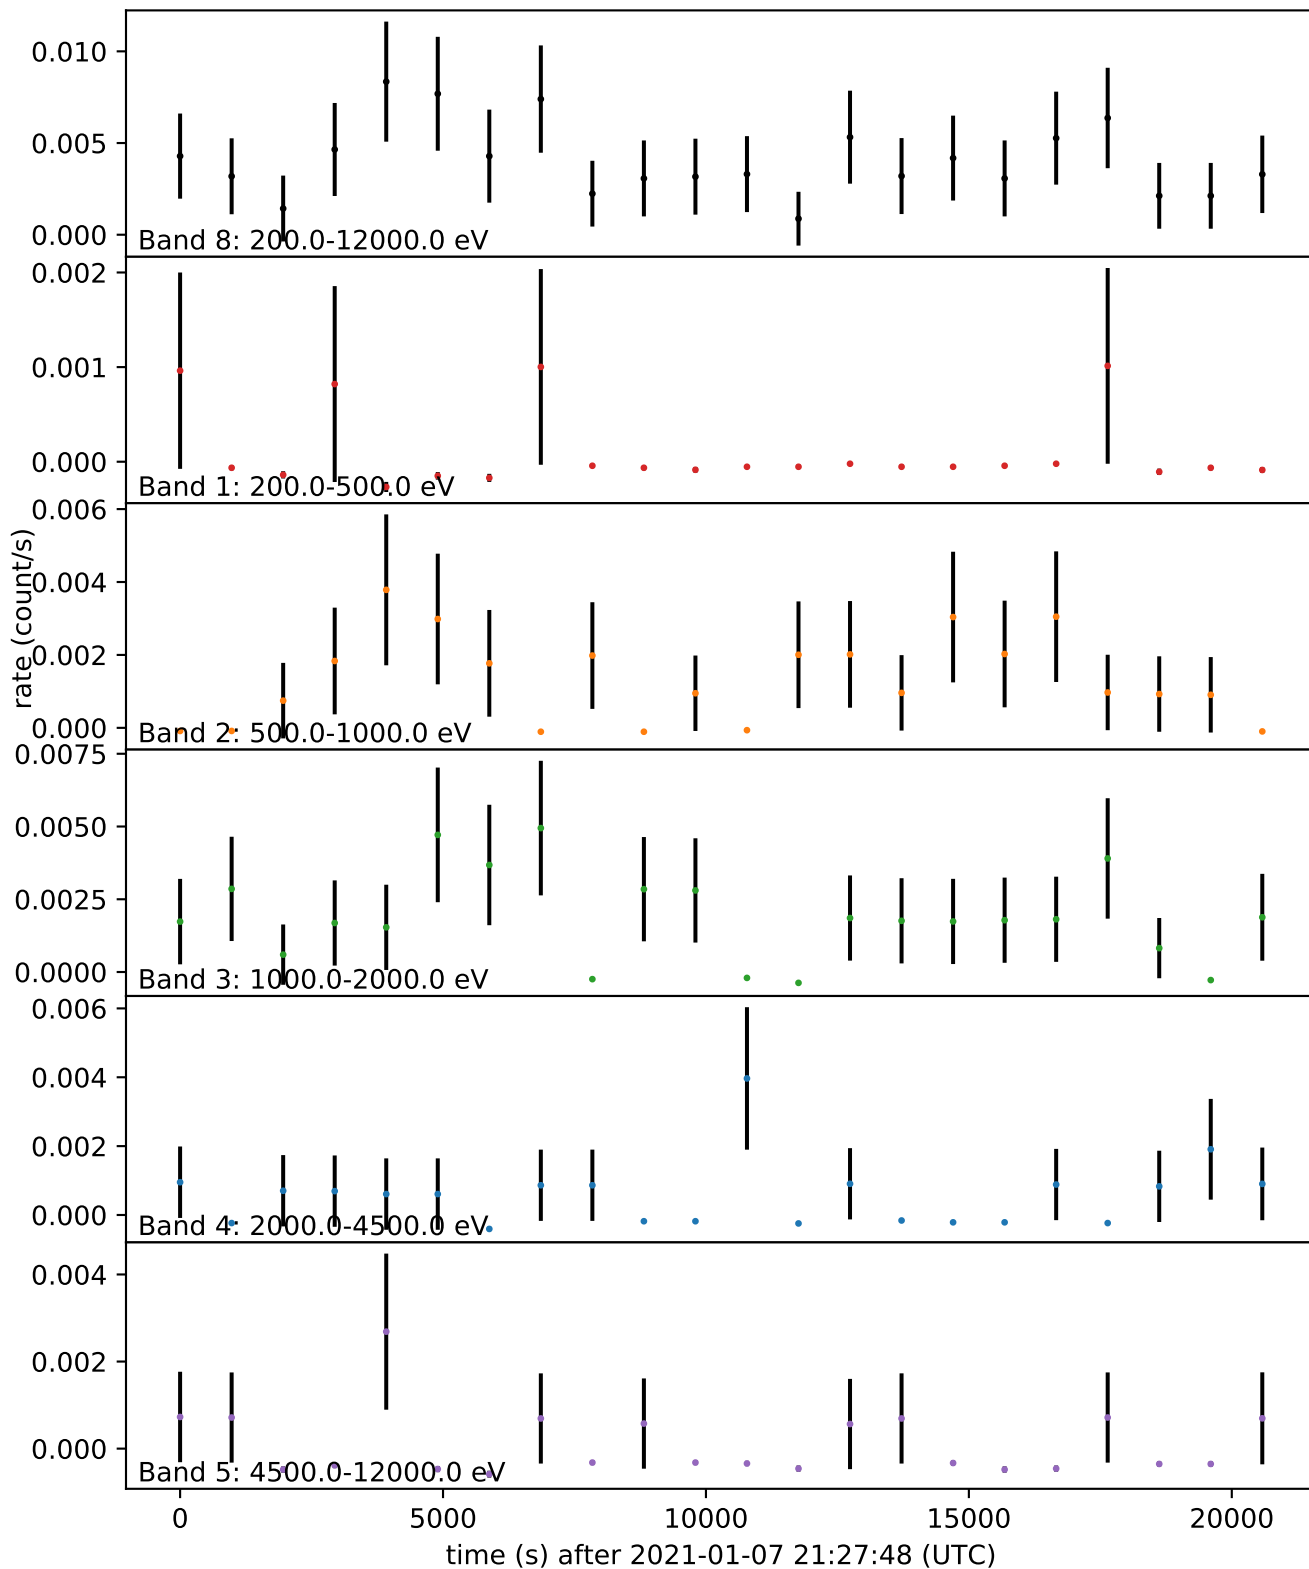 0.010
0.005
0.000
Band 8: 200.0-12000.0 eV
0.002
0.001
0.000
Band 1: 200.0-500.0 eV
0.006
0.004
0.002
0.000
Band 2: 500.0-1000.0 eV
rate (count/s)
0.0075
0.0050
0.0025
0.0000
Band 3: 1000.0-2000.0 eV
0.006
0.004
0.002
0.000
Band 4: 2000.0-4500.0 eV
0.004
0.002
0.000
Band 5: 4500.0-12000.0 eV
0 5000 10000 15000 20000
time (s) after 2021-01-07 21:27:48 (UTC)